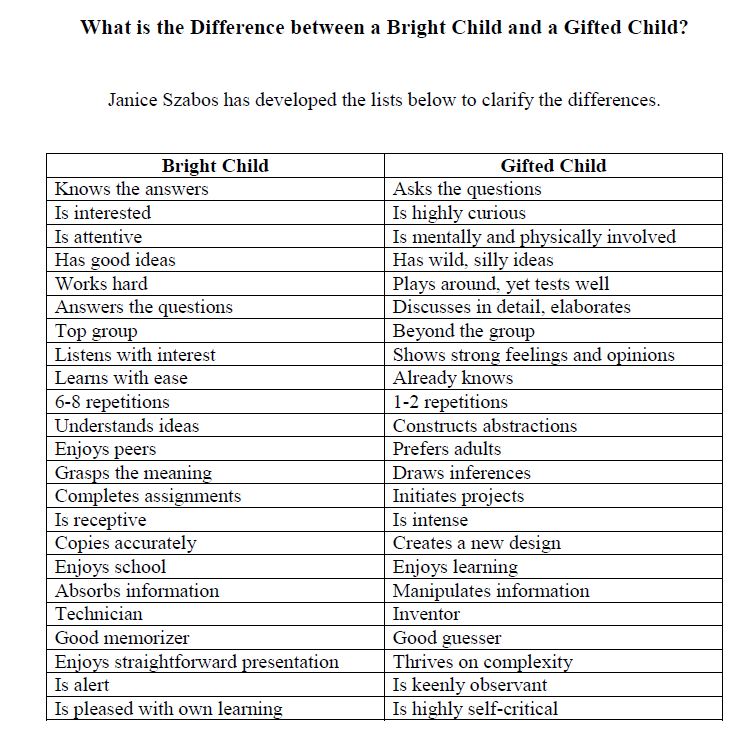 What is the Difference between a Bright Child and a Gifted Child?
Janice Szabos has developed the lists below to clarify the differences.
Bright Child Gifted Child
Knows the answers Asks the questions
Is interested Is highly curious
Is attentive Is mentally and physically involved
Has good ideas Has wild, silly ideas
Works hard Plays around, yet tests well
Answers the questions Discusses in detail, elaborates
Top group Beyond the group
Listens with interest Shows strong feelings and opinions
Learns with ease Already knows
6-8 repetitions 1-2 repetitions
Understands ideas Constructs abstractions
Enjoys peers Prefers adults
Grasps the meaning Draws inferences
Completes assignments Initiates projects
Is receptive Is intense
Copies accurately Creates a new design
Enjoys school Enjoys learning
Absorbs information Manipulates information
Technician Inventor
Good memorizer Good guesser
Enjoys straightforward presentation Thrives on complexity
Is alert Is keenly observant
Is pleased with own learning Is highly self-critical